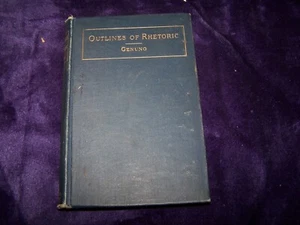 OUTLINES OF RHETORIC
GENUNG